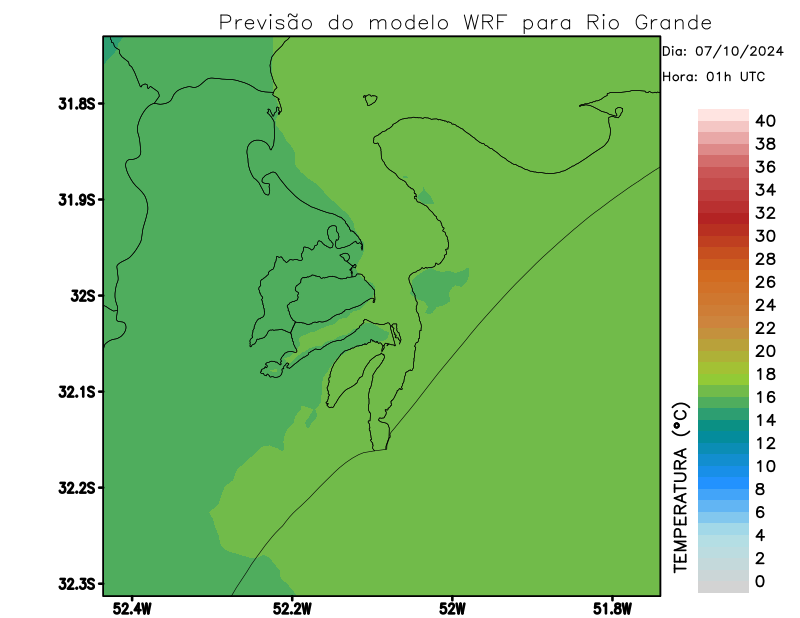 Previsão do modelo WRF para Rio Grande
Dia: 07/10/2024
Hora: 01h UTC
31.8S
31.9S
32S
32.1S
32.2S
32.3S
52.4W
52.2W
52W
51.8W
TEMPERATURA (°C)
40
38
36
34
32
30
28
26
24
22
20
18
16
14
12
10
8
6
4
2
0